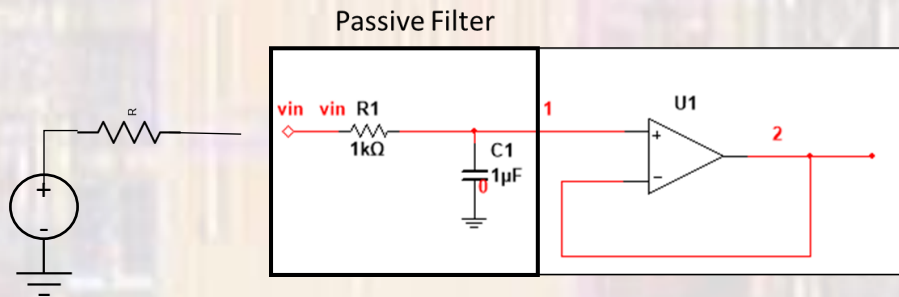 Passive Filter
R
vin vin R1
1kΩ
C1
1µF
0
1
U1
2
+
-
+
−